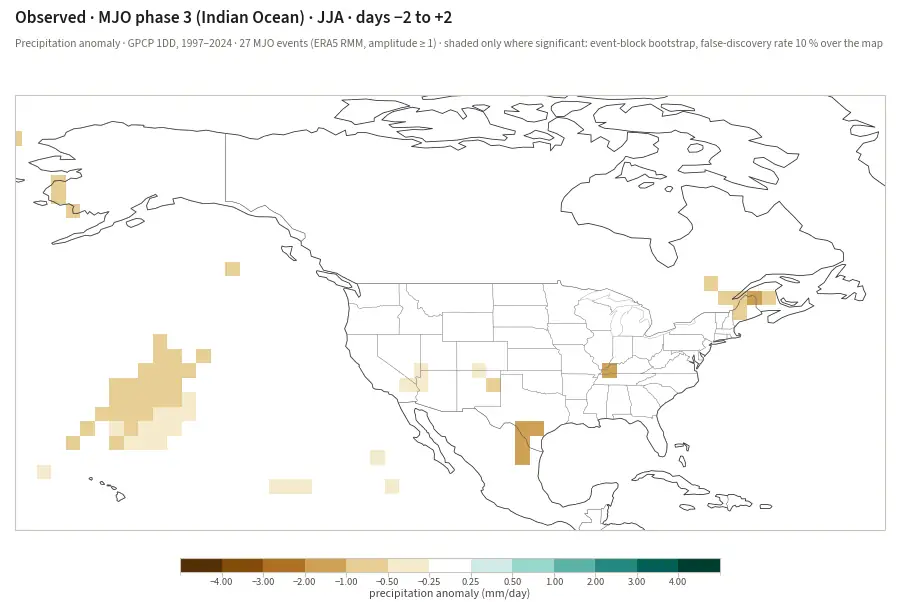 Observed · MJO phase 3 (Indian Ocean) · JJA · days −2 to +2
Precipitation anomaly · GPCP 1DD, 1997–2024 · 27 MJO events (ERA5 RMM, amplitude ≥ 1) · shaded only where significant: event-block bootstrap, false-discovery rate 10 % over the map
−4.00 −3.00 −2.00 −1.00 −0.50 −0.25 0.25 0.50 1.00 2.00 3.00 4.00
precipitation anomaly (mm/day)